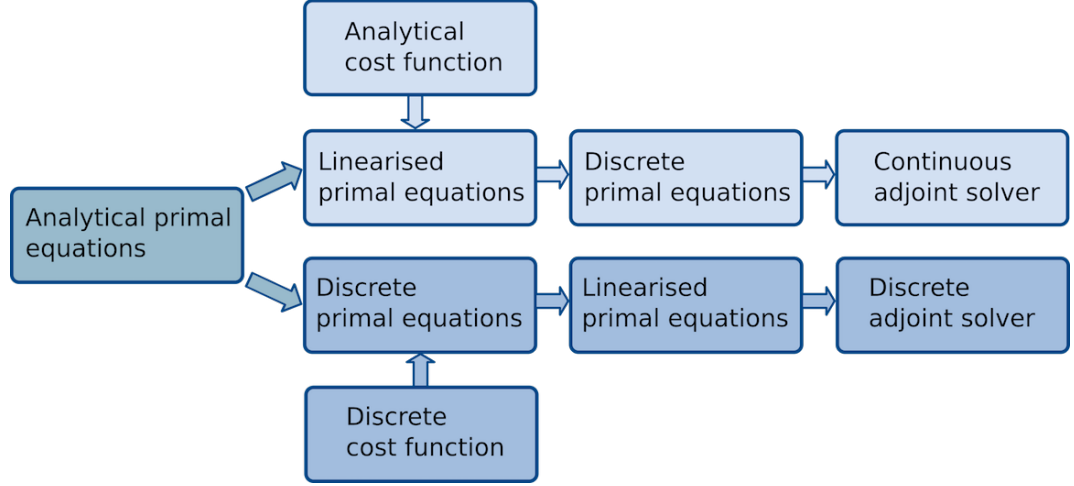 Analytical
cost function
Linearised
primal equations
Discrete
primal equations
Continuous
adjoint solver
Analytical primal
equations
Discrete
primal equations
Linearised
primal equations
Discrete
adjoint solver
Discrete
cost function